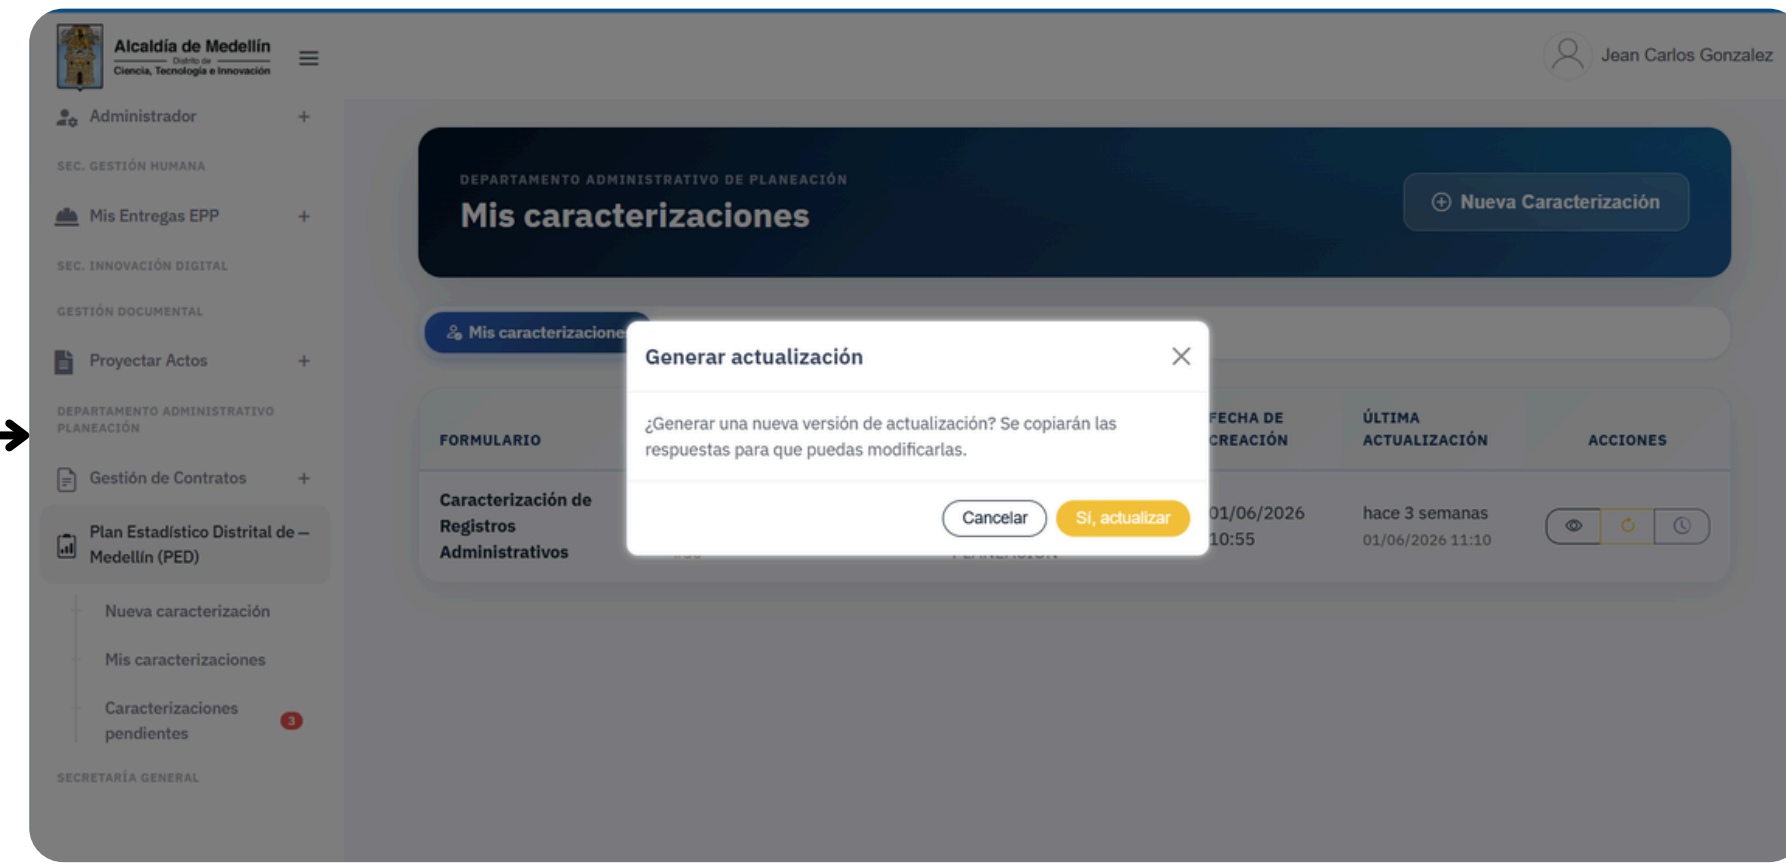 Alcaldía de Medellín
Distrito de
Ciencia, Tecnología e Innovación
Jean Carlos Gonzalez
Administrador
SEC. GESTIÓN HUMANA
Mis Entregas EPP
SEC. INNOVACIÓN DIGITAL
GESTIÓN DOCUMENTAL
Proyectar Actos
DEPARTAMENTO ADMINISTRATIVO
PLANEACIÓN
Gestión de Contratos
Plan Estadístico Distrital de
Medellín (PED)
Nueva caracterización
Mis caracterizaciones
Caracterizaciones
pendientes
3
SECRETARÍA GENERAL
DEPARTAMENTO ADMINISTRATIVO DE PLANEACIÓN
Mis caracterizaciones
Nueva Caracterización
Mis caracterizaciones
Generar actualización
¿Generar una nueva versión de actualización? Se copiarán las
respuestas para que puedas modificarlas.
Cancelar
Sí, actualizar
FORMULARIO
FECHA DE
CREACIÓN
ÚLTIMA
ACTUALIZACIÓN
ACCIONES
Caracterización de
Registros
Administrativos
PLANEACIÓN
01/06/2026
10:55
hace 3 semanas
01/06/2026 11:10